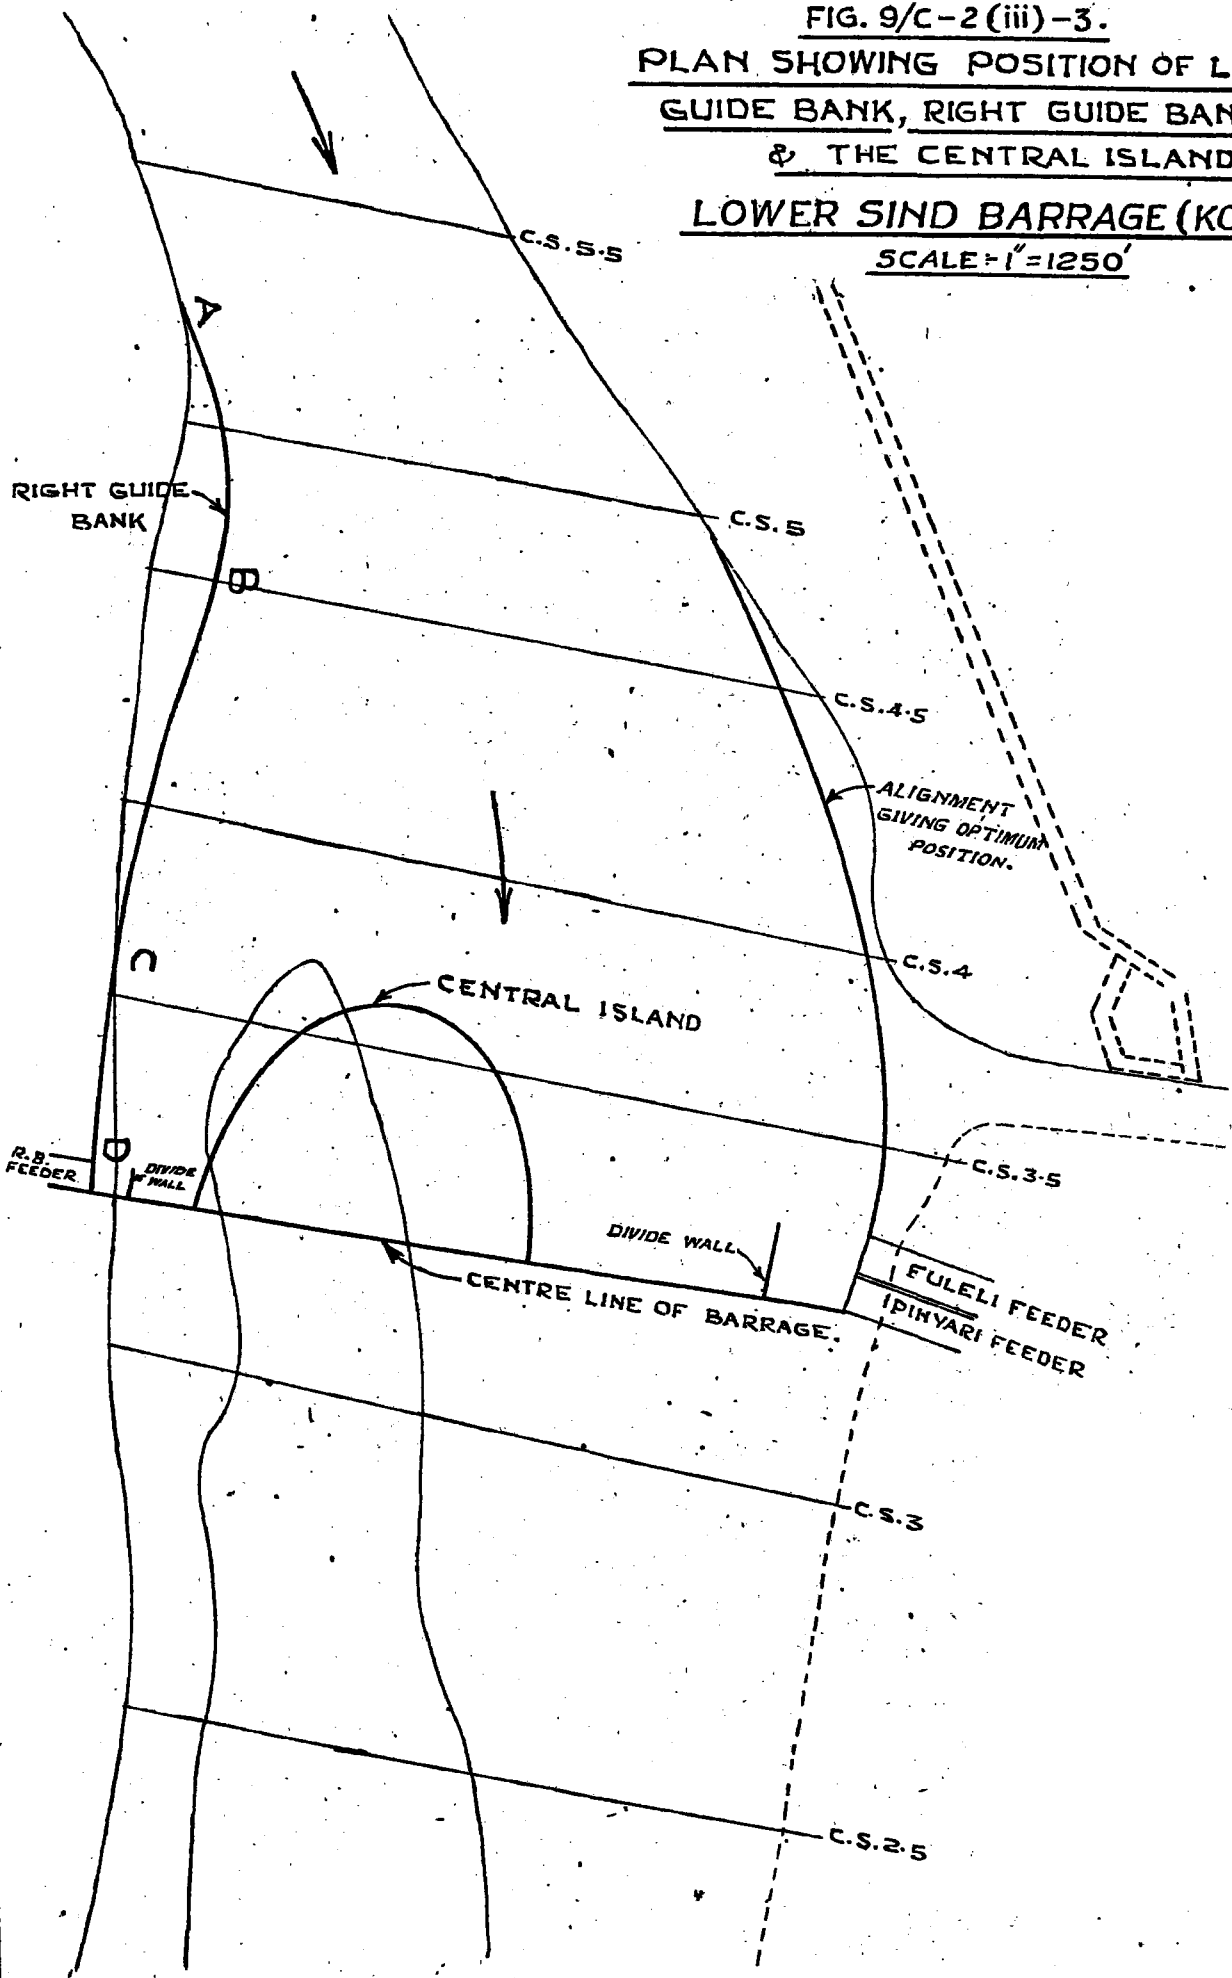 FIG. 9/C-2 (iii)-3.
PLAN SHOWING POSITION OF L
GUIDE BANK, RIGHT GUIDE BAN
& THE CENTRAL ISLAND
LOWER SIND BARRAGE (KO
SCALE:- 1"=1250'
C.S.5.5
A
RIGHT GUIDE
BANK
C.S.5
B
C.S.4.5
ALIGNMENT
GIVING OPTIMUM
POSITION.
C.S.4
C
CENTRAL ISLAND
C.S.3.5
D
R.B.
FEEDER
DIVIDE
WALL
DIVIDE WALL
FULELI FEEDER
PINYARI FEEDER
CENTRE LINE OF BARRAGE.
C.S.3
C.S.2.5